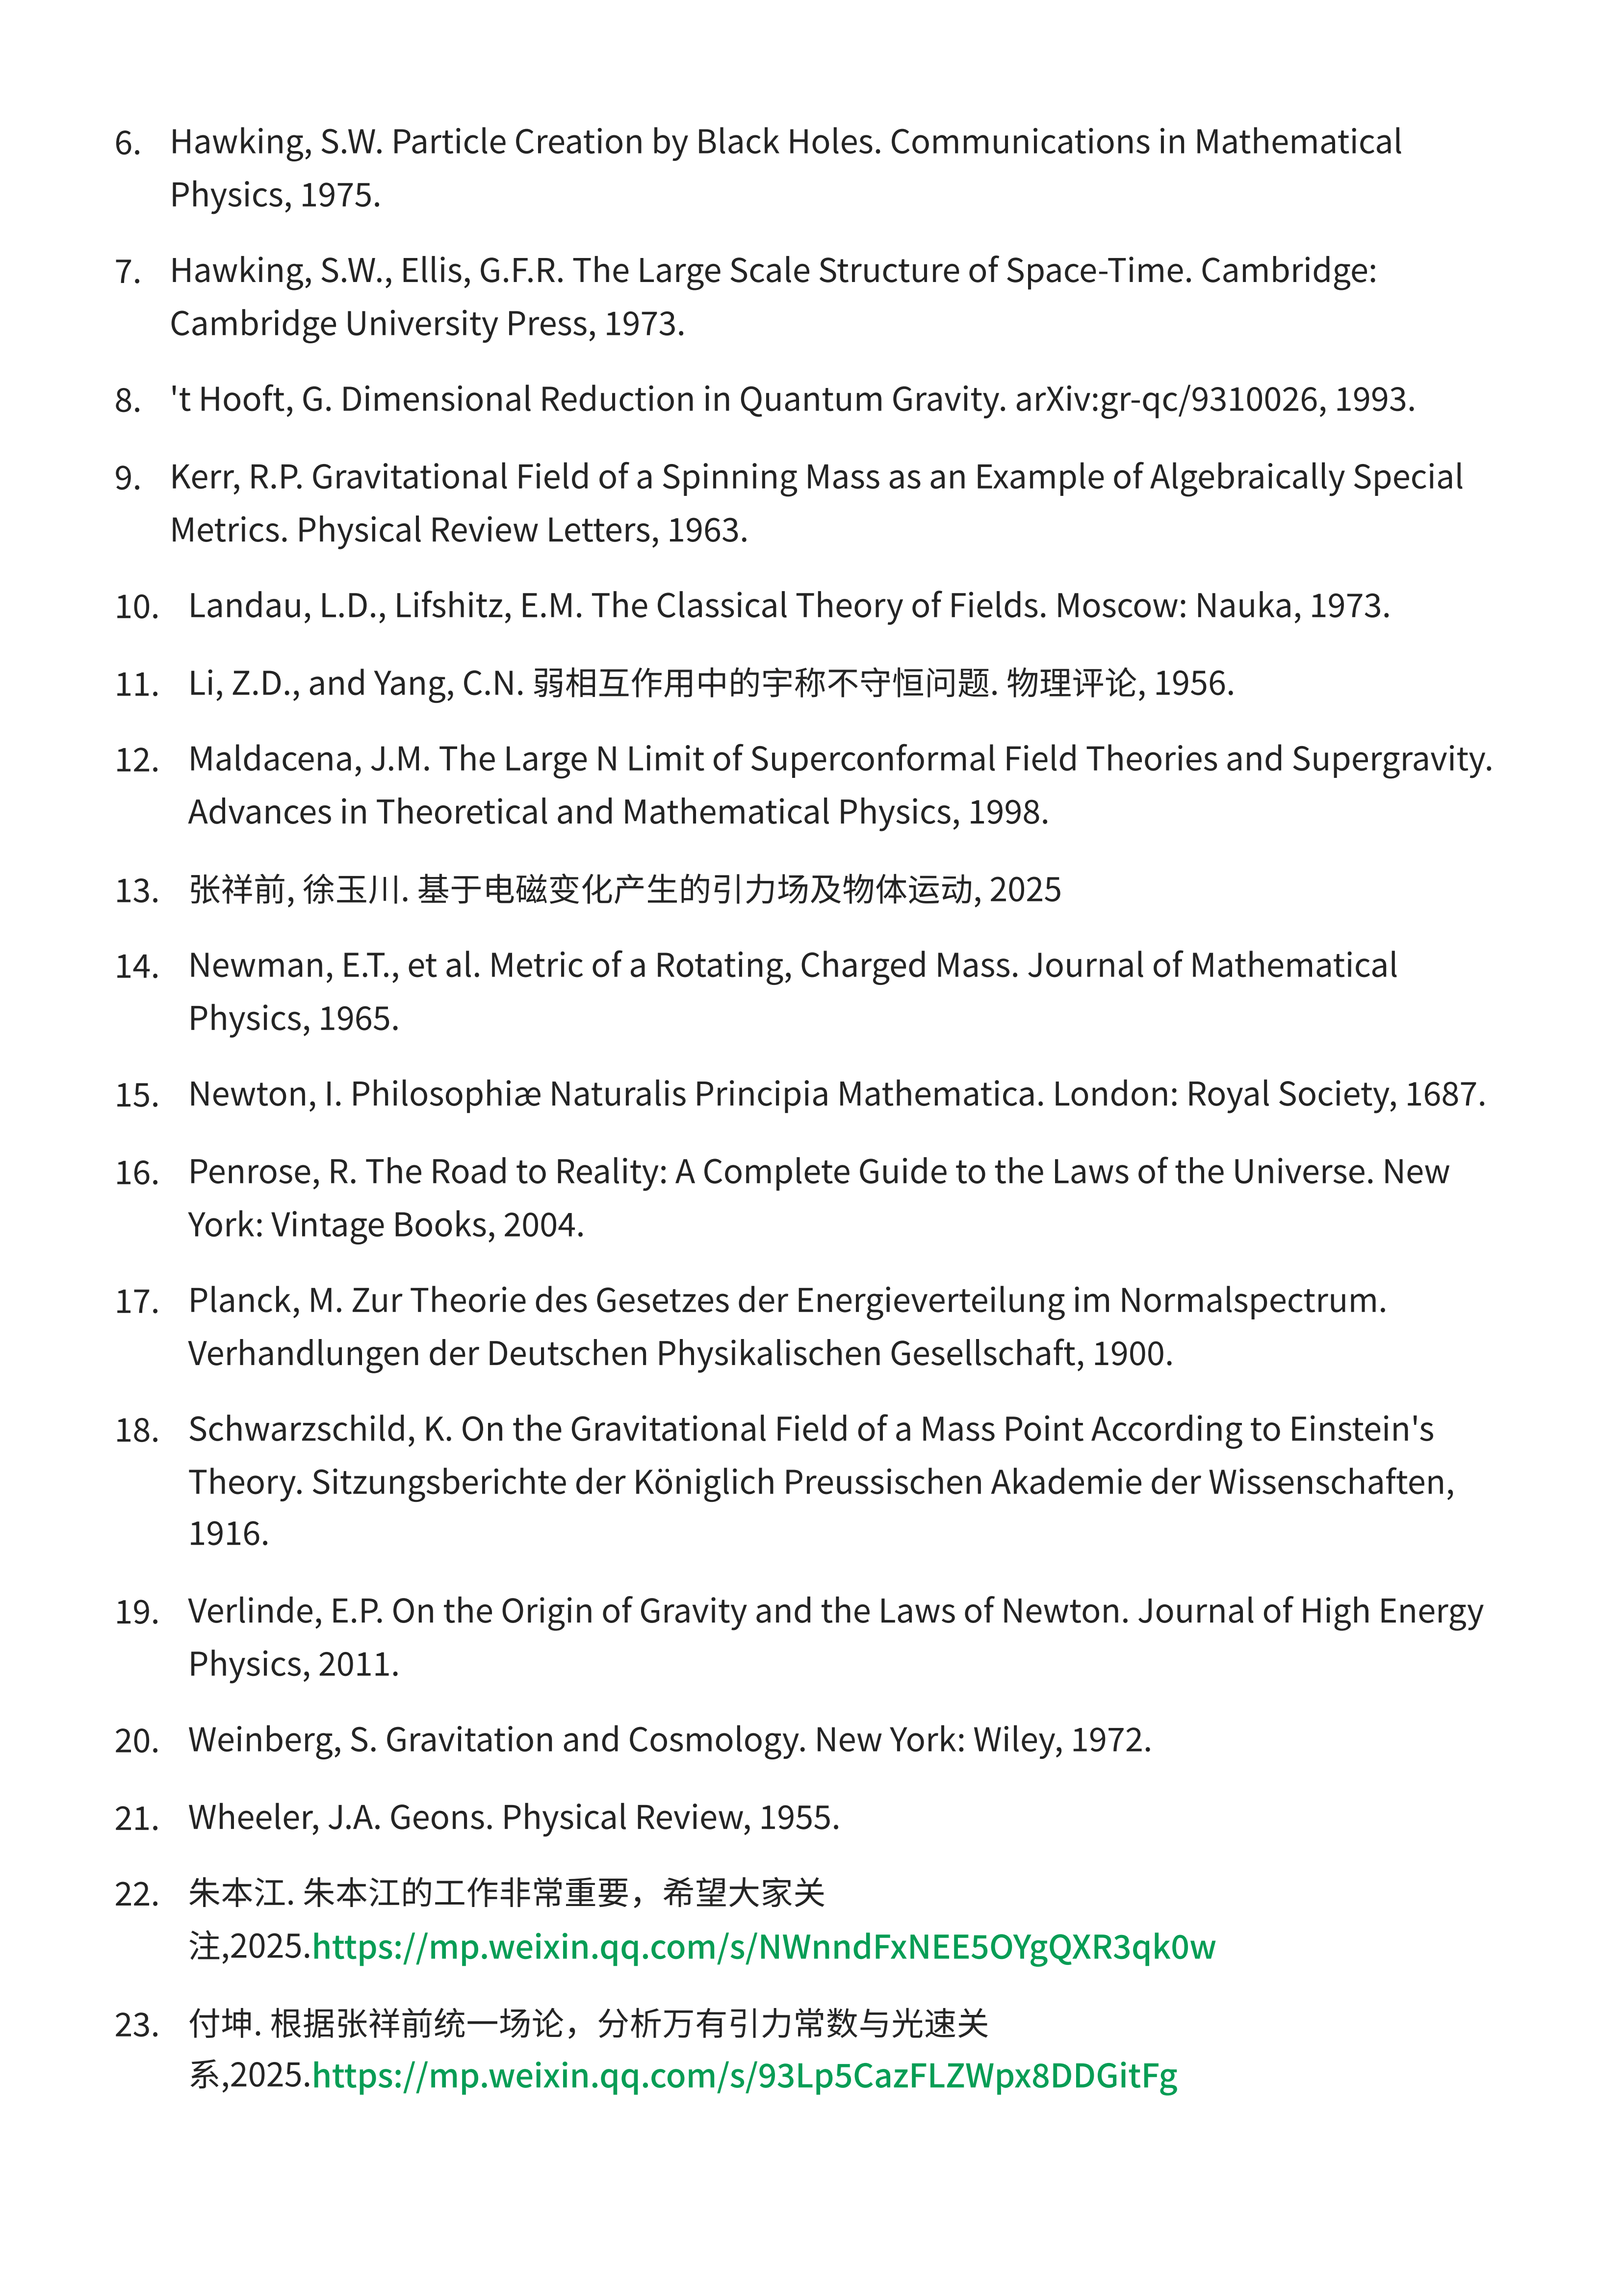 6. Hawking, S.W. Particle Creation by Black Holes. Communications in Mathematical
Physics, 1975.
7. Hawking, S.W., Ellis, G.F.R. The Large Scale Structure of Space-Time. Cambridge:
Cambridge University Press, 1973.
8. 't Hooft, G. Dimensional Reduction in Quantum Gravity. arXiv:gr-qc/9310026, 1993.
9. Kerr, R.P. Gravitational Field of a Spinning Mass as an Example of Algebraically Special
Metrics. Physical Review Letters, 1963.
10. Landau, L.D., Lifshitz, E.M. The Classical Theory of Fields. Moscow: Nauka, 1973.
11. Li, Z.D., and Yang, C.N. 弱相互作用中的宇称不守恒问题. 物理评论, 1956.
12. Maldacena, J.M. The Large N Limit of Superconformal Field Theories and Supergravity.
Advances in Theoretical and Mathematical Physics, 1998.
13. 张祥前, 徐玉川. 基于电磁变化产生的引力场及物体运动, 2025
14. Newman, E.T., et al. Metric of a Rotating, Charged Mass. Journal of Mathematical
Physics, 1965.
15. Newton, I. Philosophiæ Naturalis Principia Mathematica. London: Royal Society, 1687.
16. Penrose, R. The Road to Reality: A Complete Guide to the Laws of the Universe. New
York: Vintage Books, 2004.
17. Planck, M. Zur Theorie des Gesetzes der Energieverteilung im Normalspectrum.
Verhandlungen der Deutschen Physikalischen Gesellschaft, 1900.
18. Schwarzschild, K. On the Gravitational Field of a Mass Point According to Einstein's
Theory. Sitzungsberichte der Königlich Preussischen Akademie der Wissenschaften,
1916.
19. Verlinde, E.P. On the Origin of Gravity and the Laws of Newton. Journal of High Energy
Physics, 2011.
20. Weinberg, S. Gravitation and Cosmology. New York: Wiley, 1972.
21. Wheeler, J.A. Geons. Physical Review, 1955.
22. 朱本江. 朱本江的工作非常重要，希望大家关
注,2025.https://mp.weixin.qq.com/s/NWnndFxNEE5OYgQXR3qk0w
23. 付坤. 根据张祥前统一场论，分析万有引力常数与光速关
系,2025.https://mp.weixin.qq.com/s/93Lp5CazFLZWpx8DDGitFg